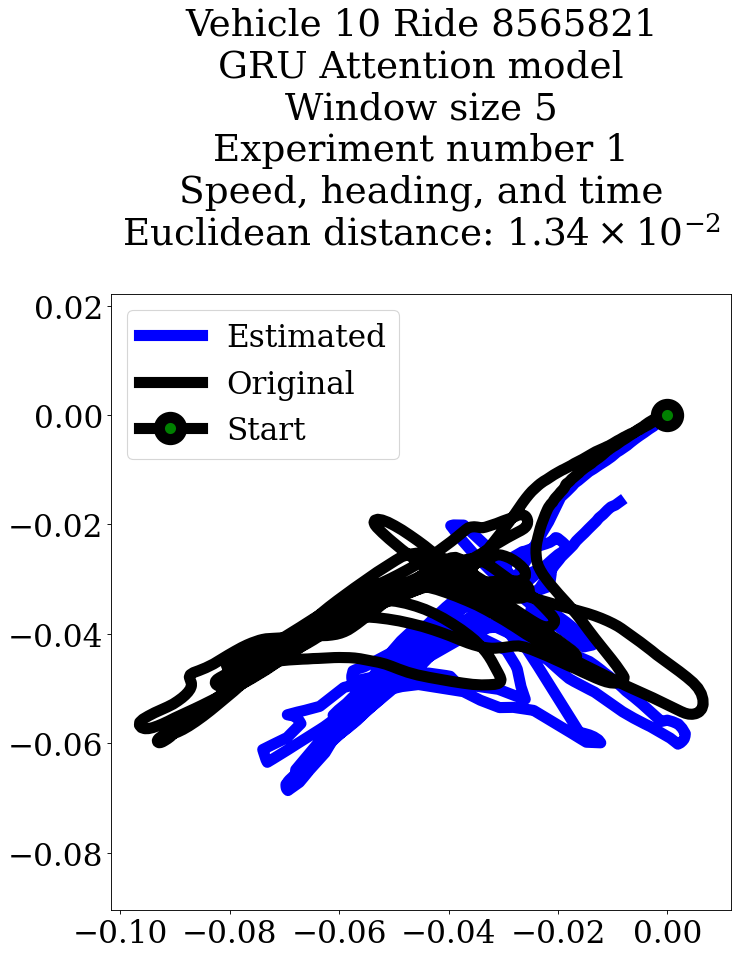 Vehicle 10 Ride 8565821
GRU Attention model
Window size 5
Experiment number 1
Speed, heading, and time
Euclidean distance: 1.34 × 10⁻²
Estimated
Original
Start
0.02
0.00
−0.02
−0.04
−0.06
−0.08
−0.10 −0.08 −0.06 −0.04 −0.02 0.00